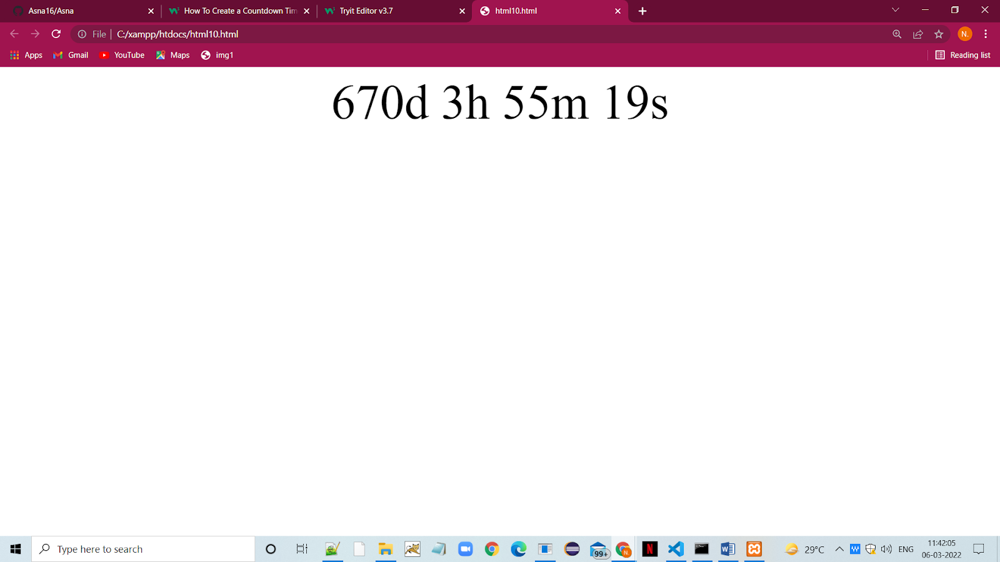 Asna16/Asna
How To Create a Countdown Tim
Tryit Editor v3.7
html10.html
File
C:/xampp/htdocs/html10.html
N.
Apps
Gmail
YouTube
Maps
img1
Reading list
670d 3h 55m 19s
Type here to search
99+
N
N
29°C
ENG
11:42:05
06-03-2022